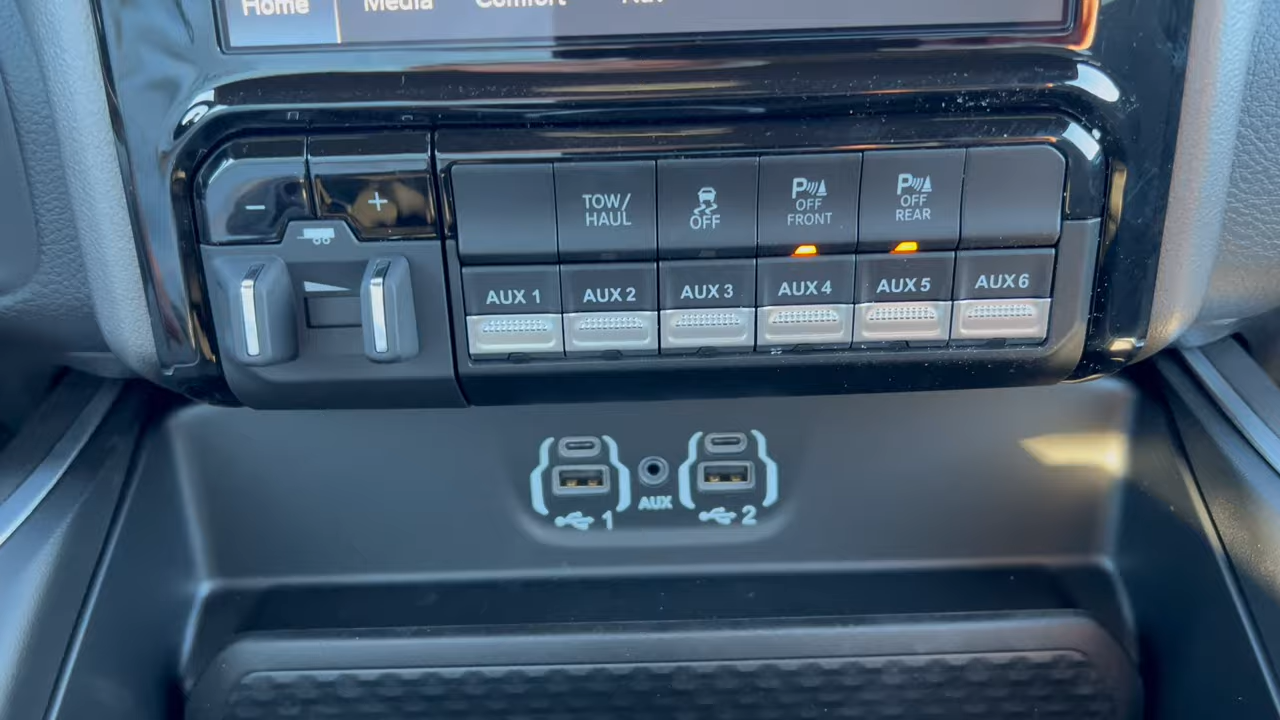 Home Media Comfort Nav
- +
TOW/
HAUL
OFF
P
OFF
FRONT
P
OFF
REAR
AUX 1 AUX 2 AUX 3 AUX 4 AUX 5 AUX 6
1 AUX 2